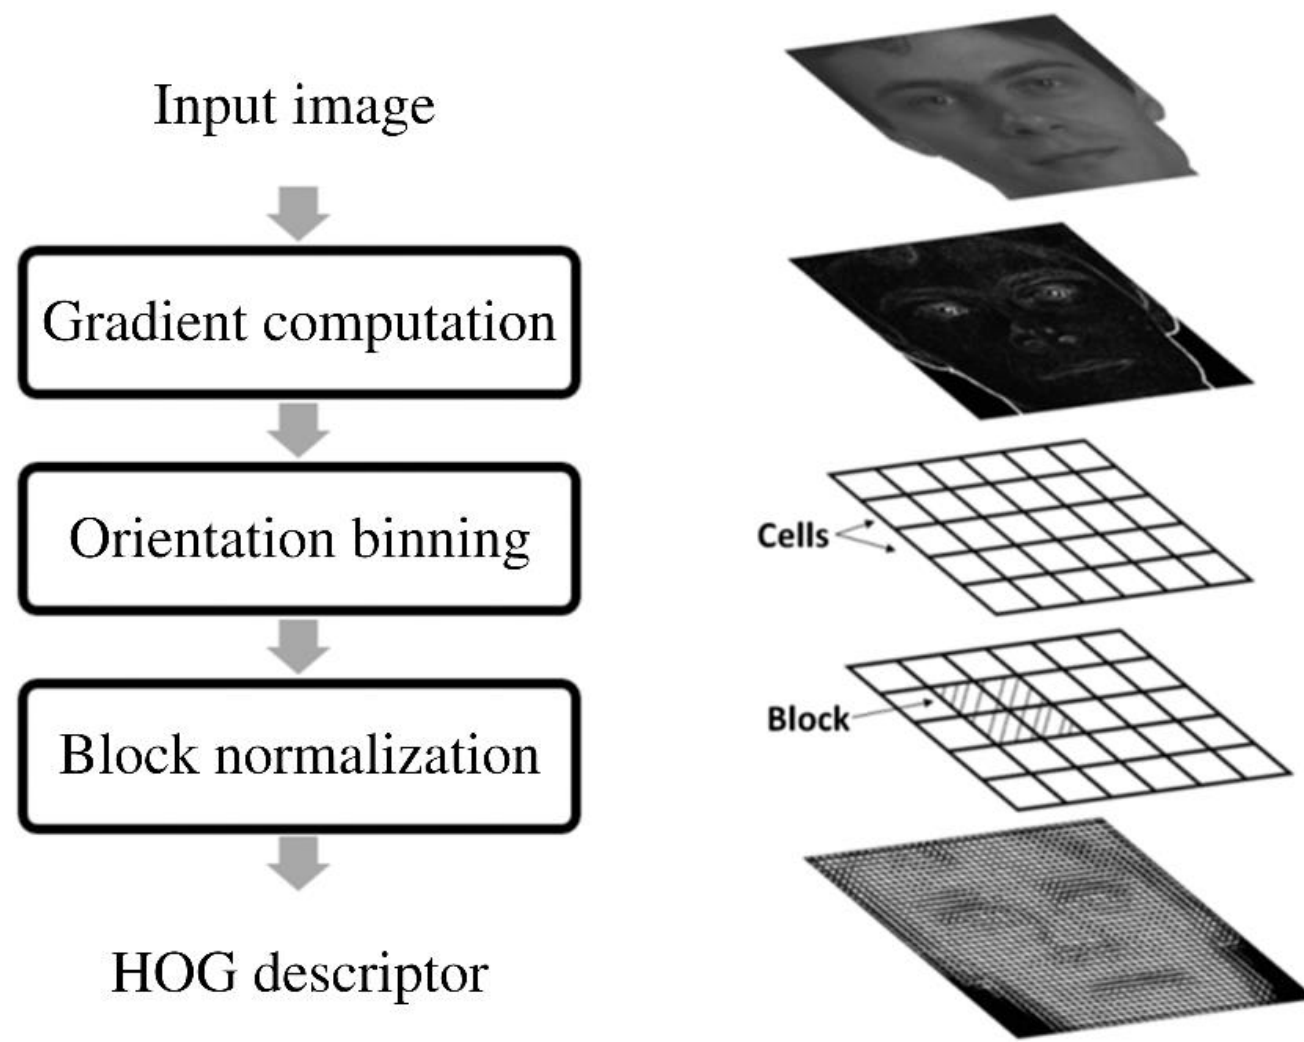 Input image
Gradient computation
Orientation binning
Cells
Block normalization
Block
HOG descriptor